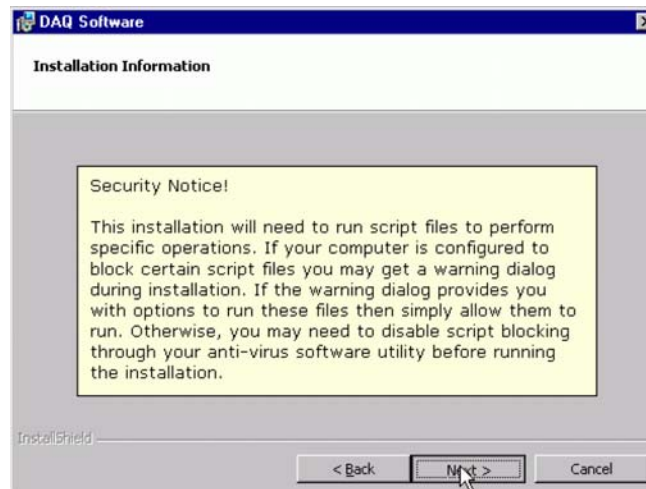 DAQ Software
Installation Information
Security Notice!
This installation will need to run script files to perform
specific operations. If your computer is configured to
block certain script files you may get a warning dialog
during installation. If the warning dialog provides you
with options to run these files then simply allow them to
run. Otherwise, you may need to disable script blocking
through your anti-virus software utility before running
the installation.
InstallShield
< Back Next > Cancel